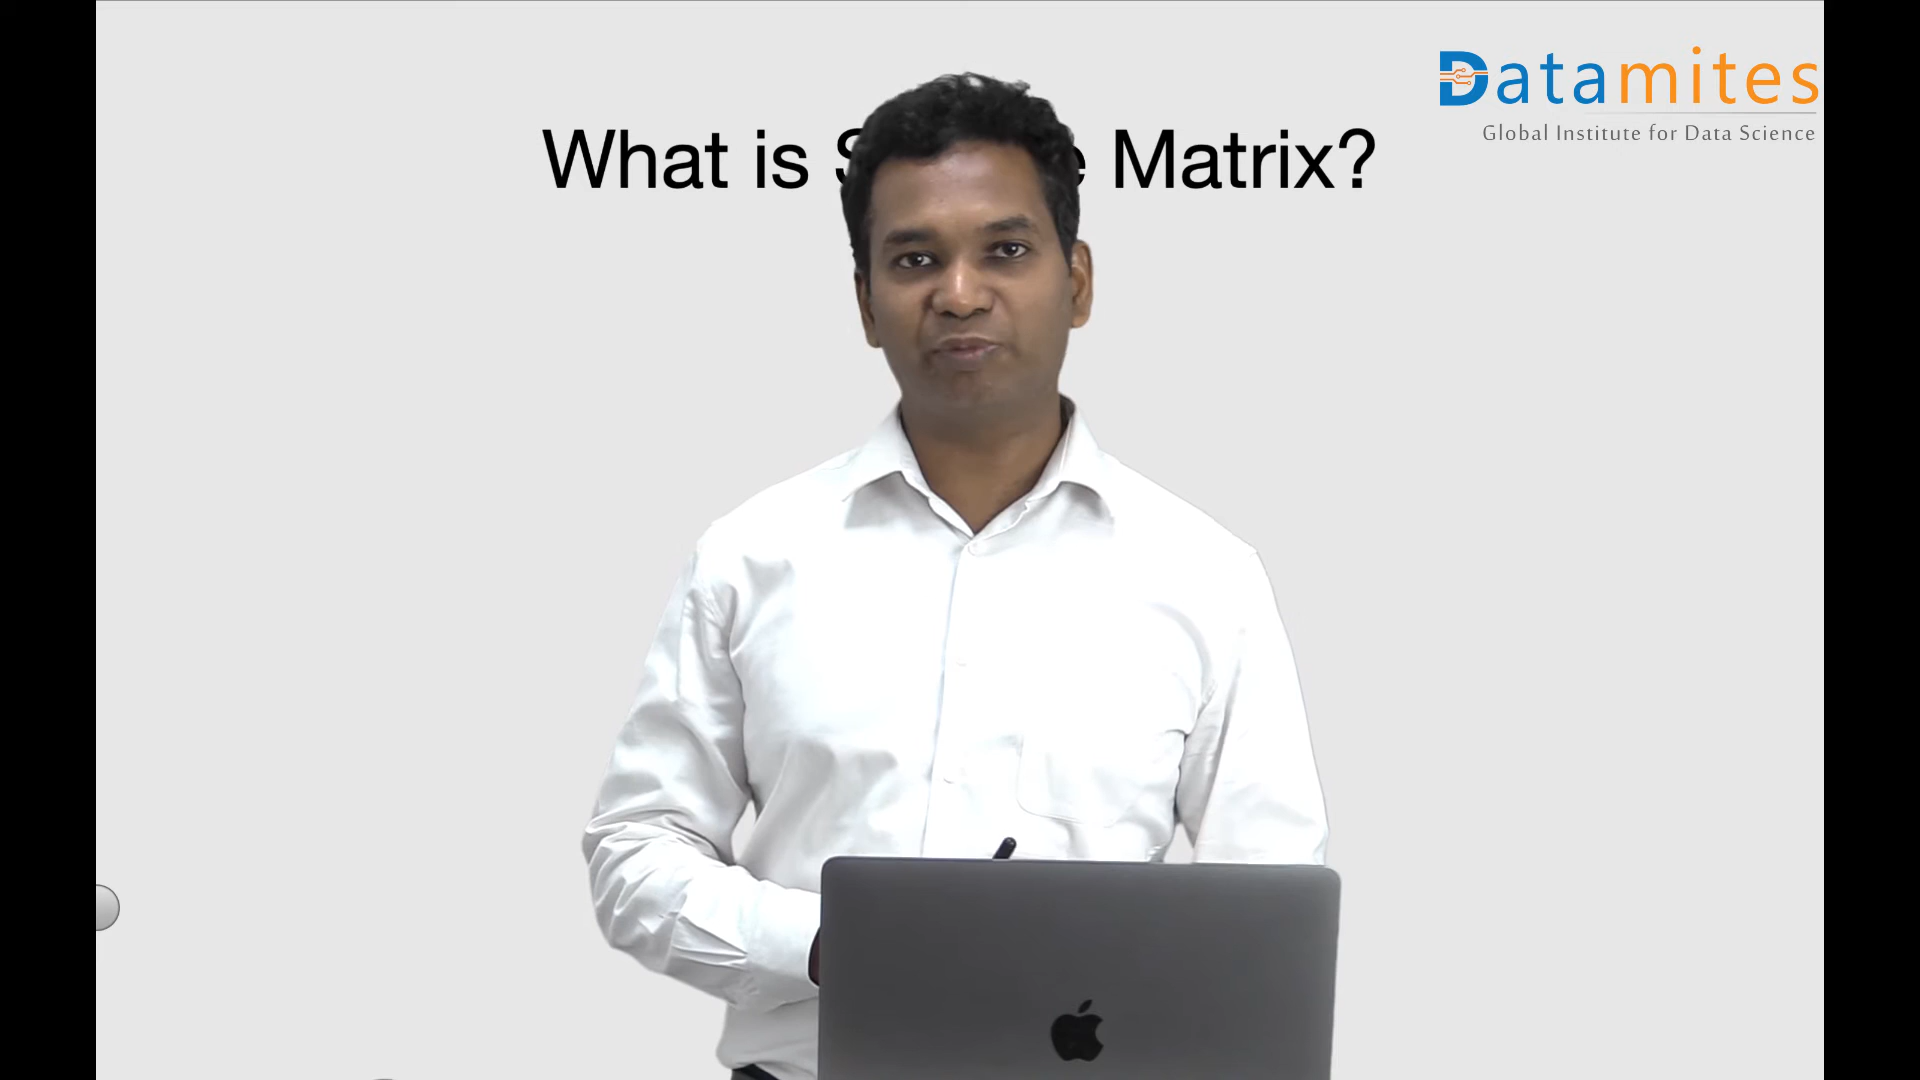 What is Matrix?
Datamites
Global Institute for Data Science